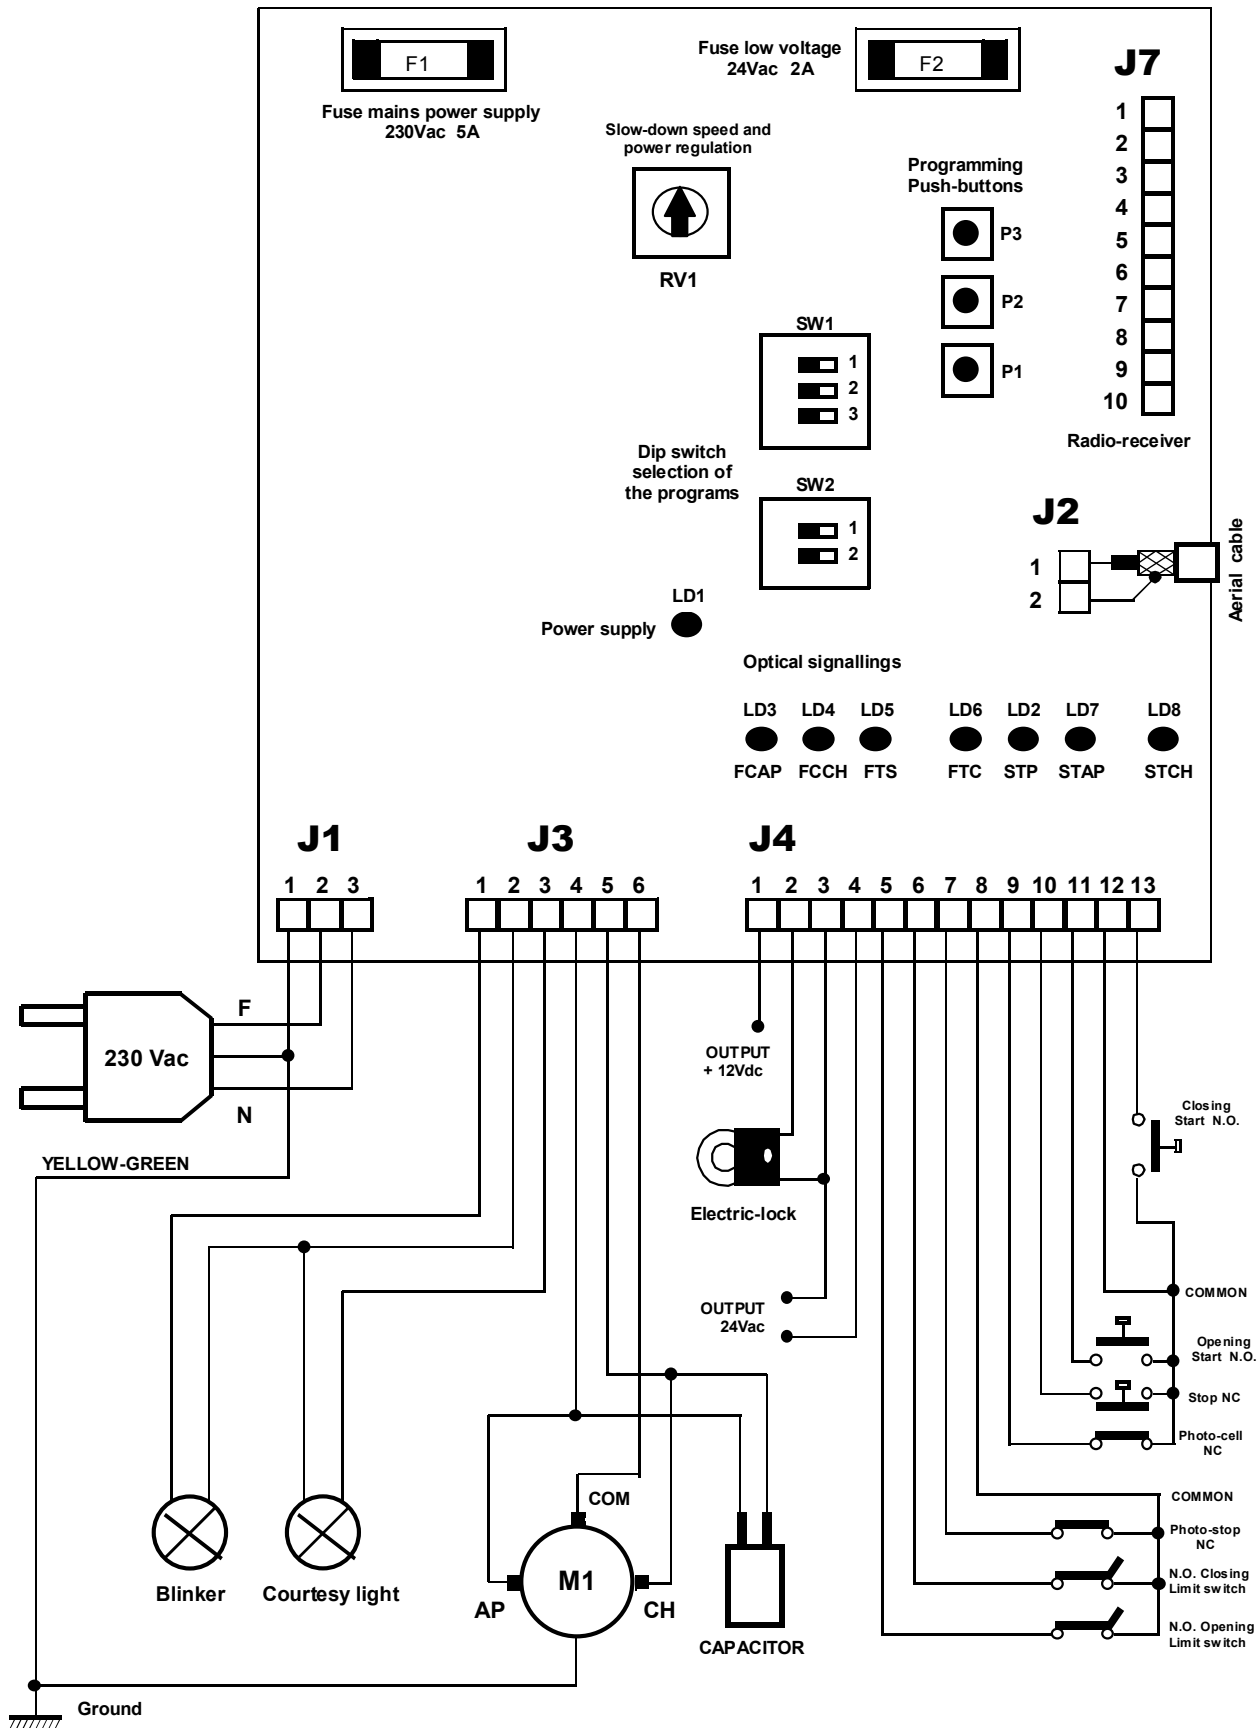 F1
Fuse mains power supply
230Vac 5A
Fuse low voltage
24Vac 2A
F2
J7
1
2
3
4
5
6
7
8
9
10
Radio-receiver
Slow-down speed and
power regulation
RV1
Programming
Push-buttons
P3
P2
P1
SW1
1
2
3
Dip switch
selection of
the programs
SW2
1
2
J2
1
2
Aerial cable
LD1
Power supply
Optical signallings
LD3 LD4 LD5 LD6 LD2 LD7 LD8
FCAP FCCH FTS FTC STP STAP STCH
J1
1 2 3
J3
1 2 3 4 5 6
J4
1 2 3 4 5 6 7 8 9 10 11 12 13
F
230 Vac
N
YELLOW-GREEN
OUTPUT
+ 12Vdc
Electric-lock
OUTPUT
24Vac
Closing
Start N.O.
COMMON
Opening
Start N.O.
Stop NC
Photo-cell
NC
COMMON
Photo-stop
NC
N.O. Closing
Limit switch
N.O. Opening
Limit switch
Blinker
Courtesy light
COM
M1
AP
CH
CAPACITOR
Ground